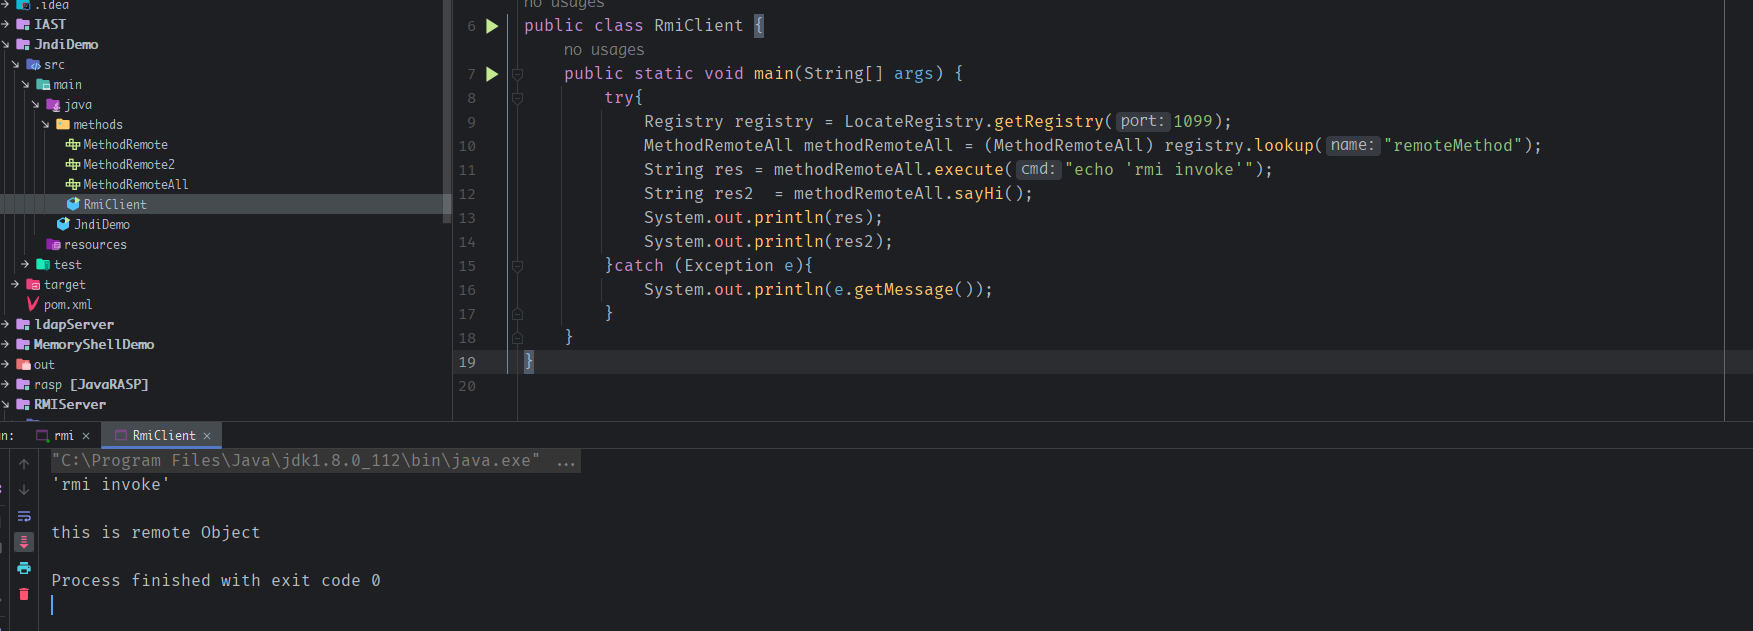 .idea
IAST
JndiDemo
src
main
java
methods
MethodRemote
MethodRemote2
MethodRemoteAll
RmiClient
JndiDemo
resources
test
target
pom.xml
ldapServer
MemoryShellDemo
out
rasp [JavaRASP]
RMIServer
no usages
6 public class RmiClient {
no usages
7 public static void main(String[] args) {
8 try{
9 Registry registry = LocateRegistry.getRegistry( port: 1099);
10 MethodRemoteAll methodRemoteAll = (MethodRemoteAll) registry.lookup( name: "remoteMethod");
11 String res = methodRemoteAll.execute( cmd: "echo 'rmi invoke'");
12 String res2  = methodRemoteAll.sayHi();
13 System.out.println(res);
14 System.out.println(res2);
15 }catch (Exception e){
16 System.out.println(e.getMessage());
17 }
18 }
19 }
20
n: rmi × RmiClient ×
"C:\Program Files\Java\jdk1.8.0_112\bin\java.exe" ...
'rmi invoke'
this is remote Object
Process finished with exit code 0